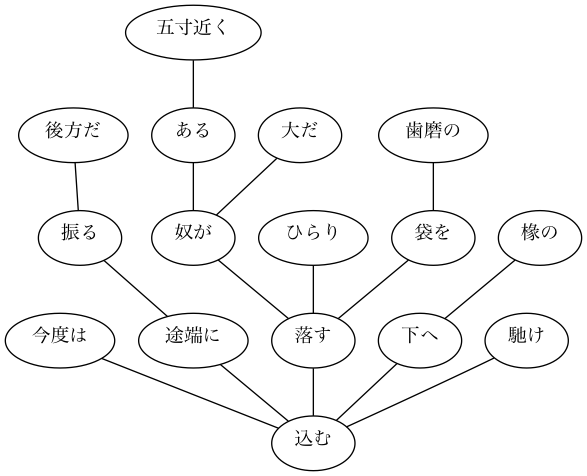 五寸近く
後方だ
ある
大だ
歯磨の
振る
奴が
ひらり
袋を
椽の
今度は
途端に
落す
下へ
馳け
込む